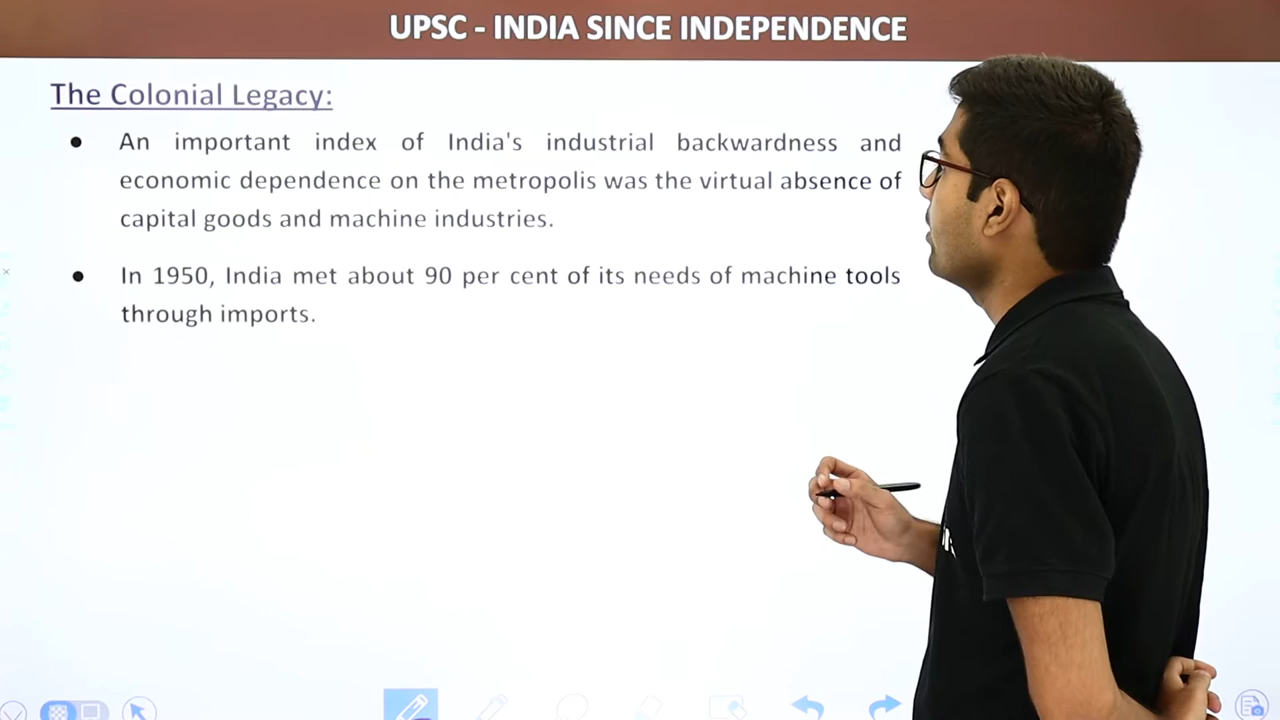 UPSC - INDIA SINCE INDEPENDENCE
The Colonial Legacy:
● An important index of India's industrial backwardness and
economic dependence on the metropolis was the virtual absence of
capital goods and machine industries.
● In 1950, India met about 90 per cent of its needs of machine tools
through imports.